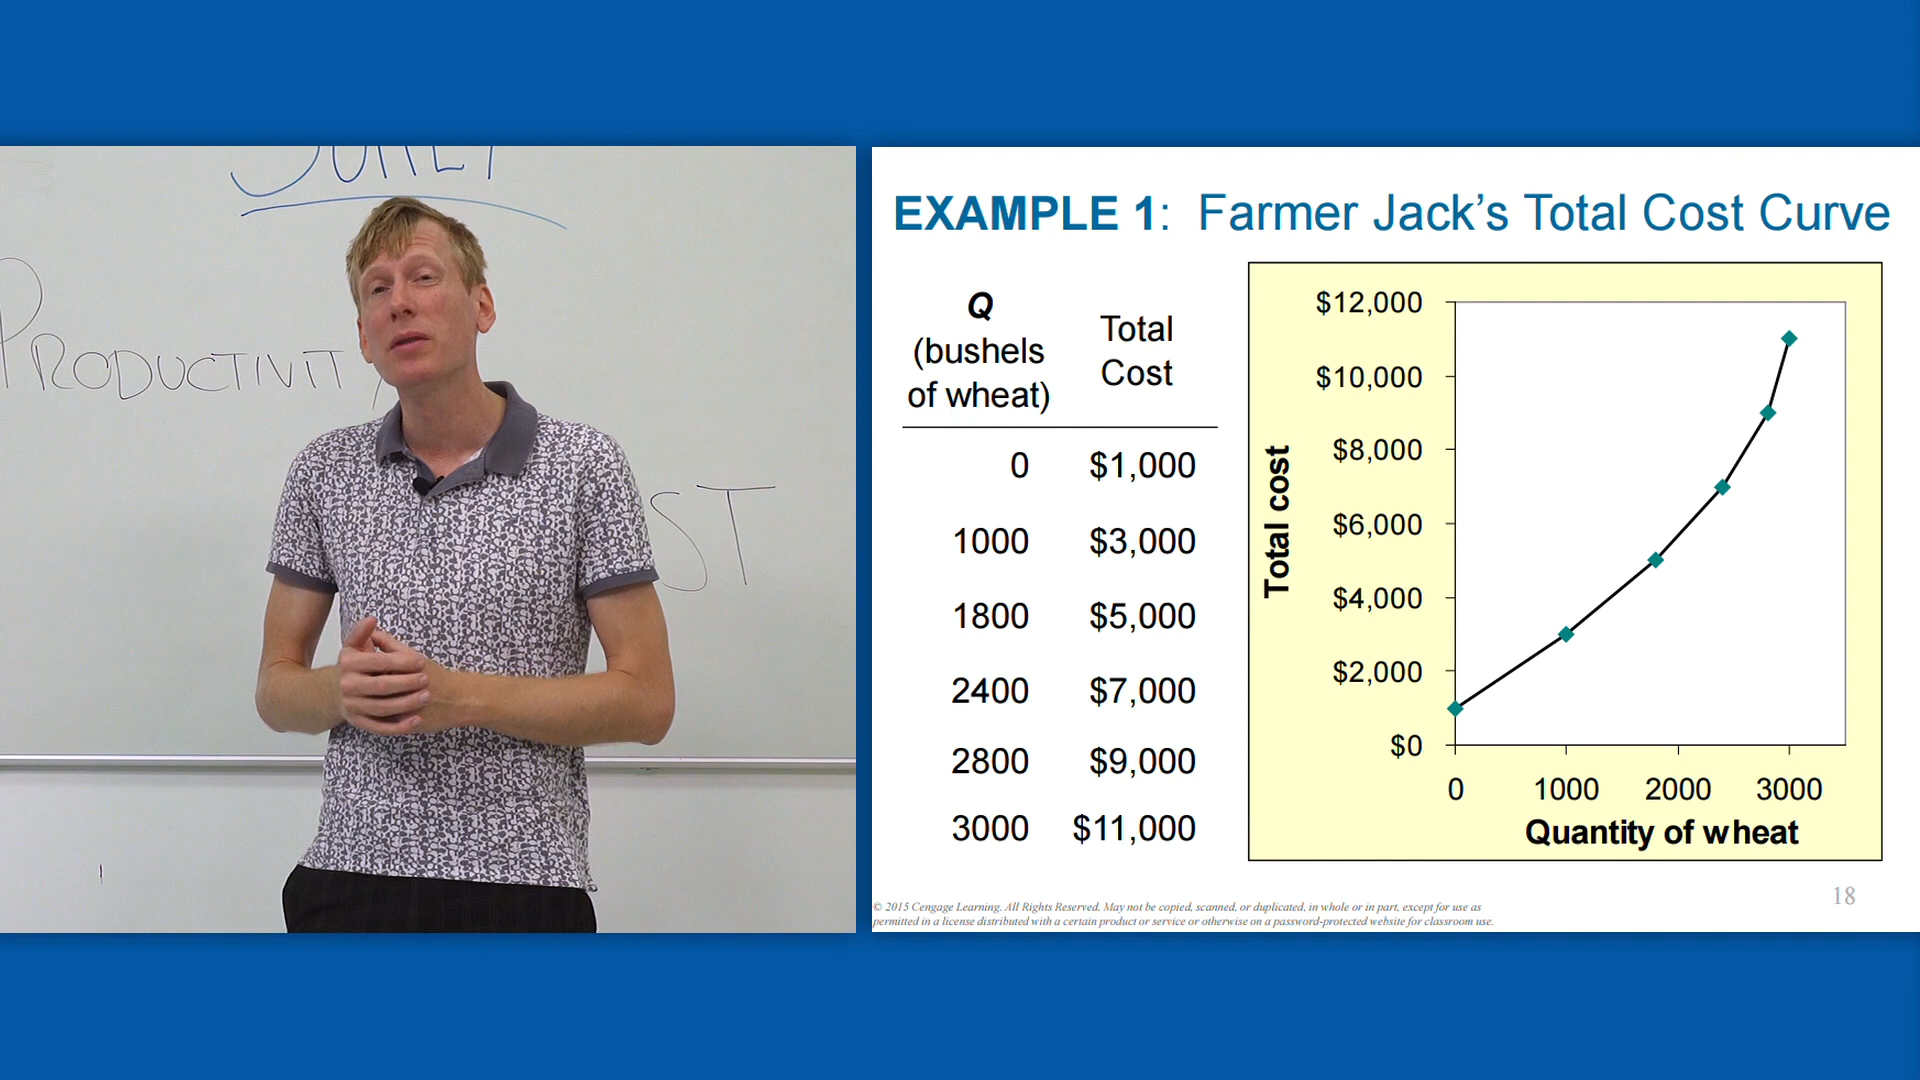 PRODUCTIVITY
ST
EXAMPLE 1: Farmer Jack's Total Cost Curve
Q
(bushels
of wheat)
Total
Cost
0 $1,000
1000 $3,000
1800 $5,000
2400 $7,000
2800 $9,000
3000 $11,000
Total cost
$12,000
$10,000
$8,000
$6,000
$4,000
$2,000
$0
0 1000 2000 3000
Quantity of wheat
18
© 2015 Cengage Learning. All Rights Reserved. May not be copied, scanned, or duplicated, in whole or in part, except for use as
permitted in a license distributed with a certain product or service or otherwise on a password-protected website for classroom use.